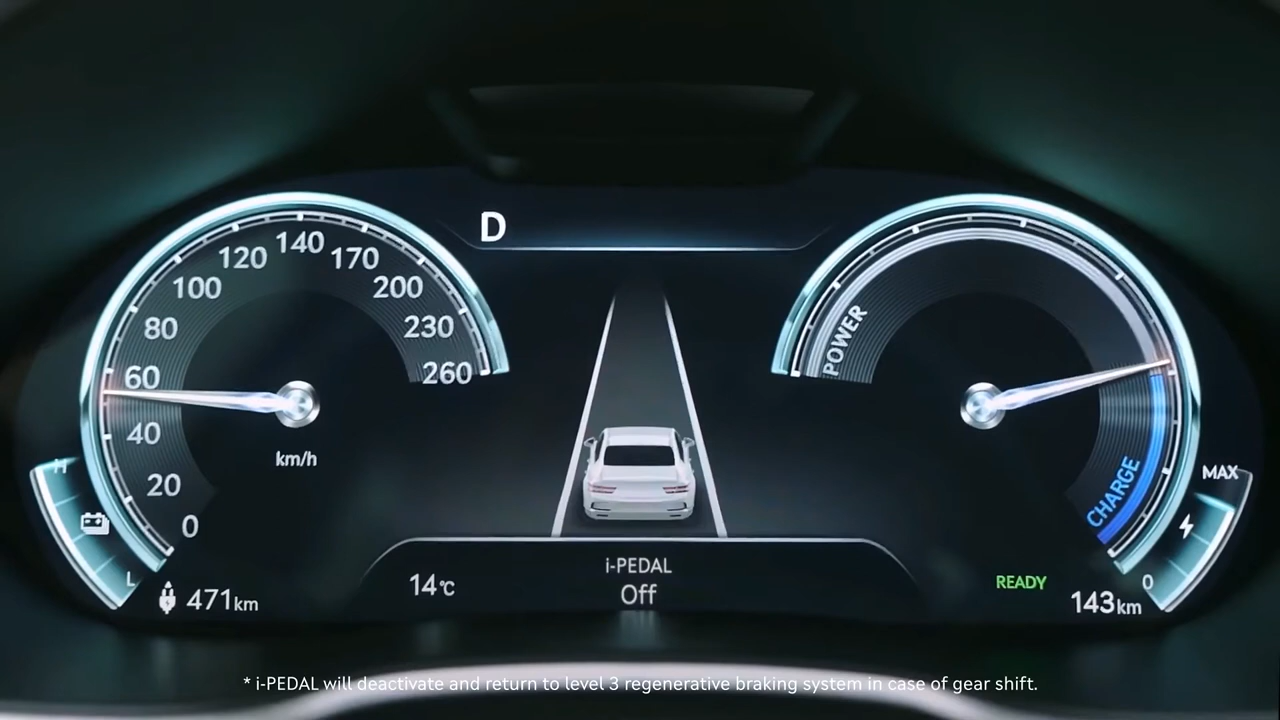 D
140
120
170
100
200
80
230
60
260
40
20
0
km/h
H
L
471km
14℃
i-PEDAL
Off
POWER
CHARGE
MAX
0
READY
143km
* i-PEDAL will deactivate and return to level 3 regenerative braking system in case of gear shift.